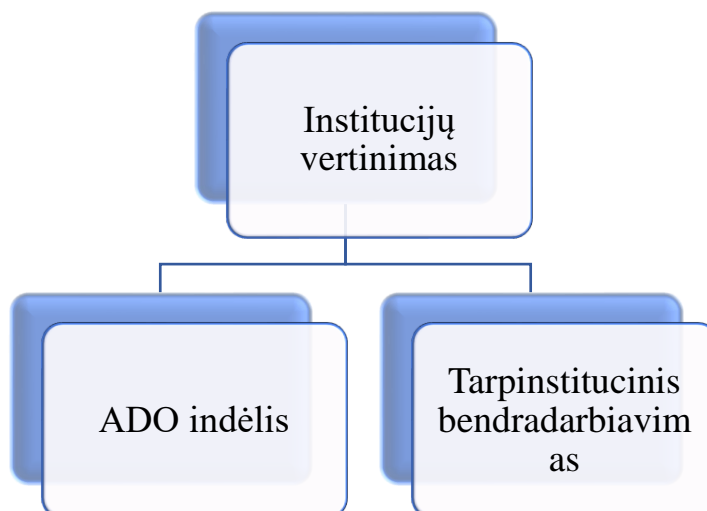 Institucijų
vertinimas
ADO indėlis
Tarpinstitucinis
bendradarbiavim
as